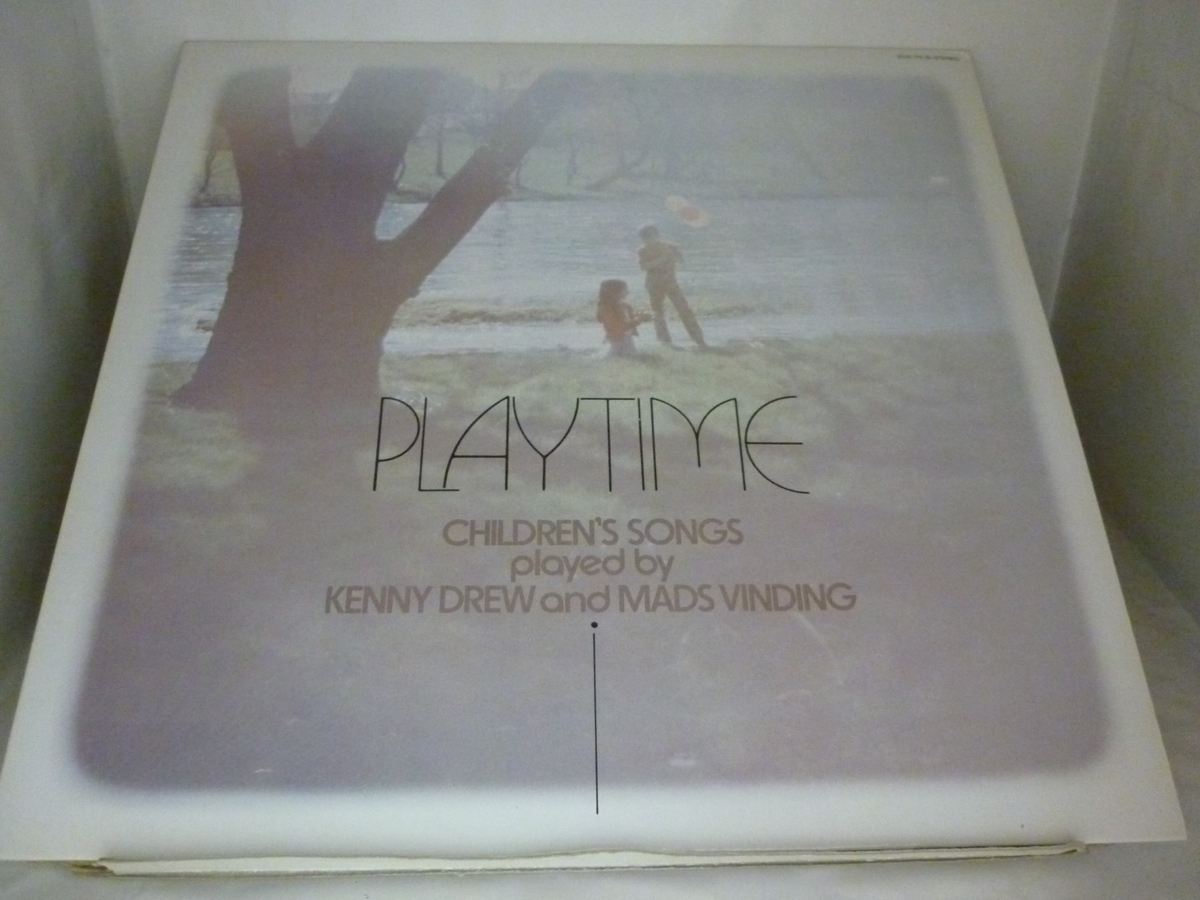 PLAYTIME
CHILDREN'S SONGS
played by
KENNY DREW and MADS VINDING